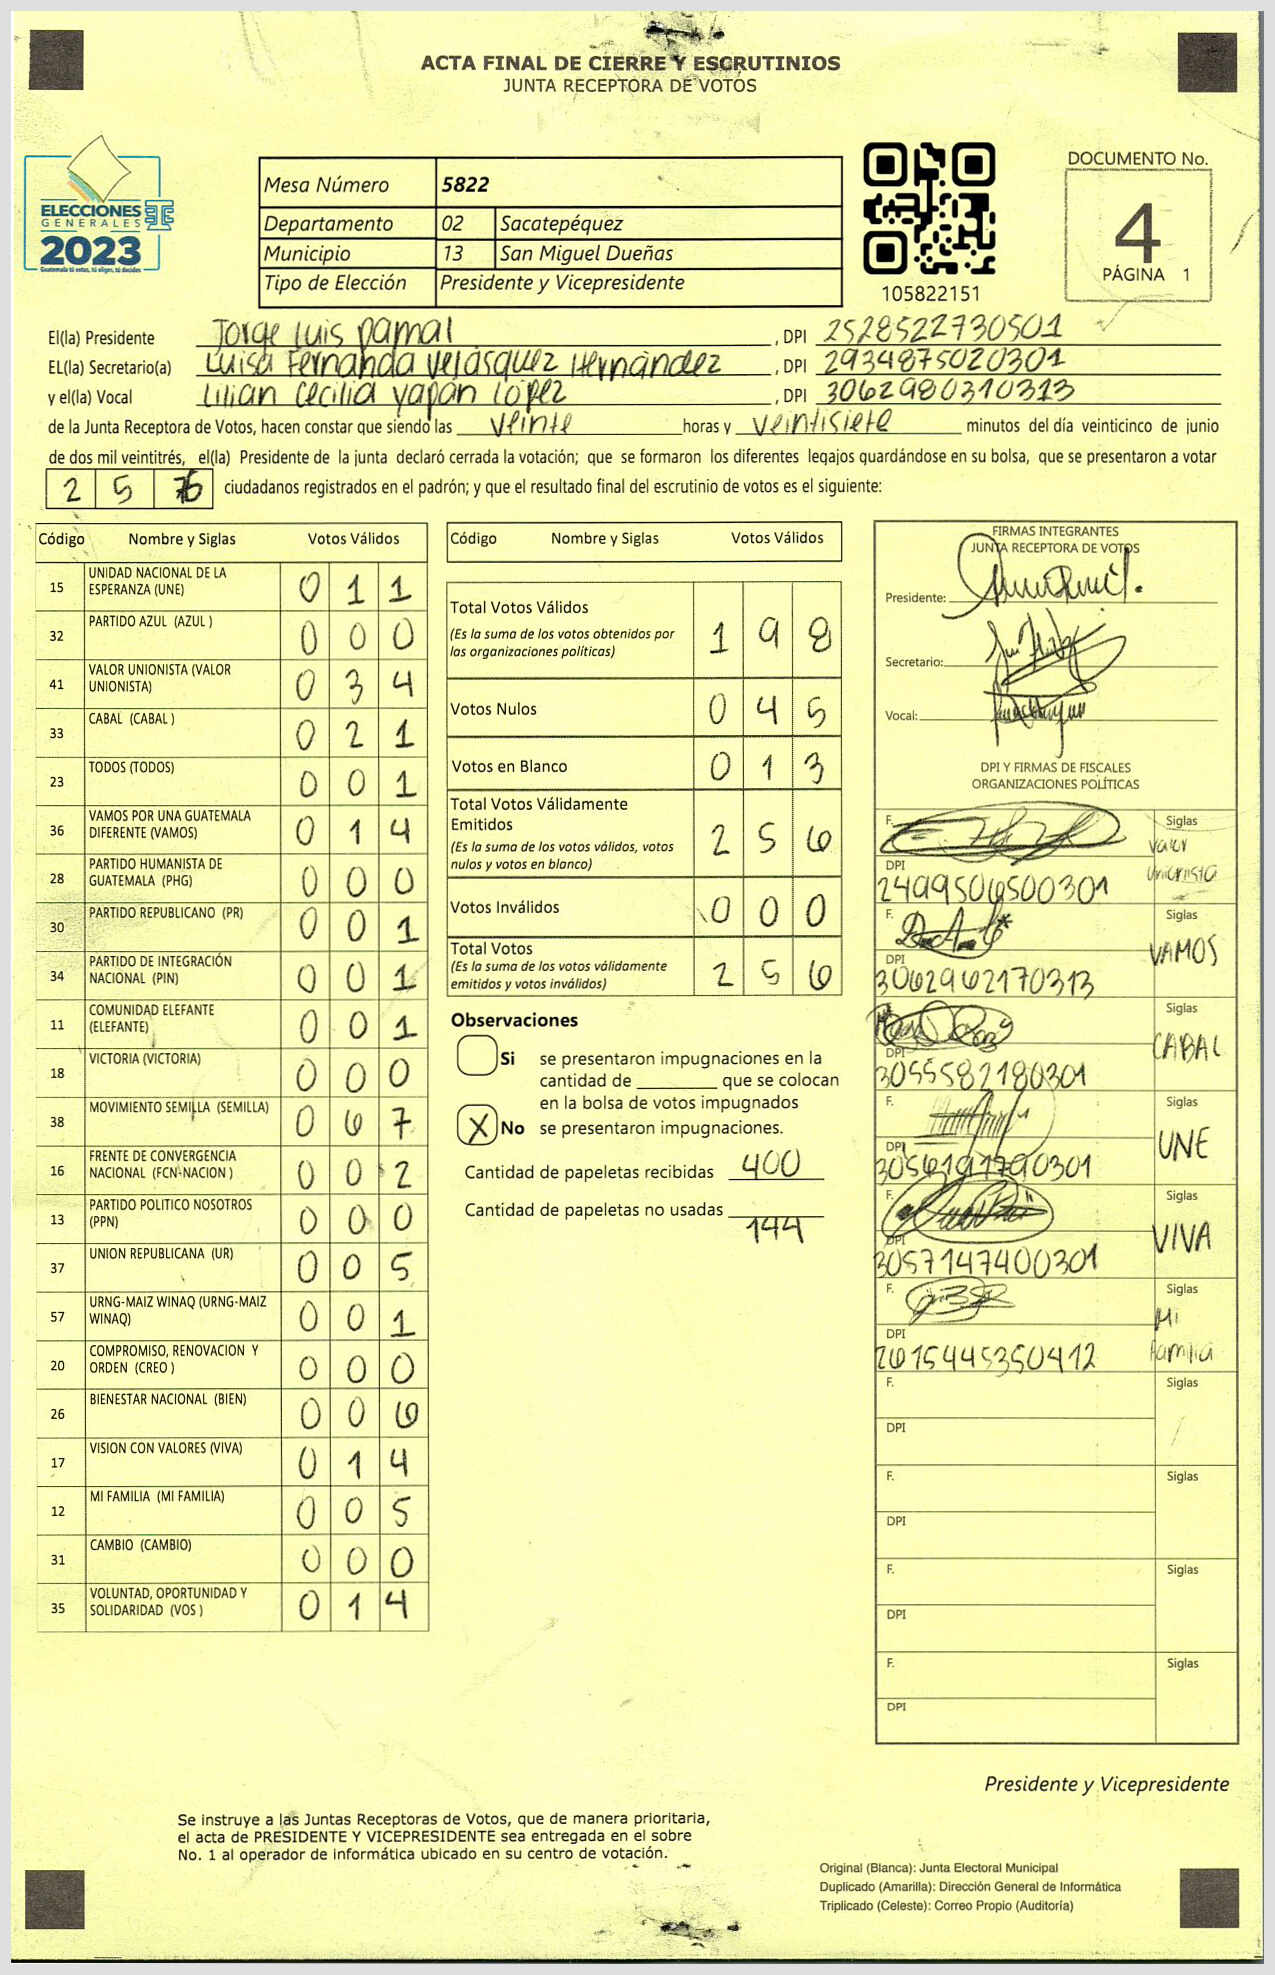 ACTA FINAL DE CIERRE Y ESCRUTINIOS
JUNTA RECEPTORA DE VOTOS
ELECCIONES
GENERALES
2023
Guatemala tú votas, tú eliges, tú decides
Mesa Número 5822
Departamento 02 Sacatepéquez
Municipio 13 San Miguel Dueñas
Tipo de Elección Presidente y Vicepresidente
105822151
DOCUMENTO No.
4
PÁGINA 1
El(la) Presidente Jorge Luis Pamal , DPI 2528522730501
EL(la) Secretario(a) Luisa Fernanda Velásquez Hernández , DPI 2934875020301
y el(la) Vocal Lilian Cecilia Yapán López , DPI 3062980310313
de la Junta Receptora de Votos, hacen constar que siendo las veinte horas y veintisiete minutos del día veinticinco de junio
de dos mil veintitrés, el(la) Presidente de la junta declaró cerrada la votación; que se formaron los diferentes legajos guardándose en su bolsa, que se presentaron a votar
2 5 6 ciudadanos registrados en el padrón; y que el resultado final del escrutinio de votos es el siguiente:
Código Nombre y Siglas Votos Válidos
15 UNIDAD NACIONAL DE LA ESPERANZA (UNE) 0 1 1
32 PARTIDO AZUL (AZUL ) 0 0 0
41 VALOR UNIONISTA (VALOR UNIONISTA) 0 3 4
33 CABAL (CABAL ) 0 2 1
23 TODOS (TODOS) 0 0 1
36 VAMOS POR UNA GUATEMALA DIFERENTE (VAMOS) 0 1 4
28 PARTIDO HUMANISTA DE GUATEMALA (PHG) 0 0 0
30 PARTIDO REPUBLICANO (PR) 0 0 1
34 PARTIDO DE INTEGRACIÓN NACIONAL (PIN) 0 0 1
11 COMUNIDAD ELEFANTE (ELEFANTE) 0 0 1
18 VICTORIA (VICTORIA) 0 0 0
38 MOVIMIENTO SEMILLA (SEMILLA) 0 6 7
16 FRENTE DE CONVERGENCIA NACIONAL (FCN-NACION ) 0 0 2
13 PARTIDO POLITICO NOSOTROS (PPN) 0 0 0
37 UNION REPUBLICANA (UR) 0 0 5
57 URNG-MAIZ WINAQ (URNG-MAIZ WINAQ) 0 0 1
20 COMPROMISO, RENOVACION Y ORDEN (CREO ) 0 0 0
26 BIENESTAR NACIONAL (BIEN) 0 0 6
17 VISION CON VALORES (VIVA) 0 1 4
12 MI FAMILIA (MI FAMILIA) 0 0 5
31 CAMBIO (CAMBIO) 0 0 0
35 VOLUNTAD, OPORTUNIDAD Y SOLIDARIDAD (VOS ) 0 1 4
Código Nombre y Siglas Votos Válidos
Total Votos Válidos 1 9 8
(Es la suma de los votos obtenidos por
las organizaciones políticas)
Votos Nulos 0 4 5
Votos en Blanco 0 1 3
Total Votos Válidamente
Emitidos 2 5 6
(Es la suma de los votos válidos, votos
nulos y votos en blanco)
Votos Inválidos 0 0 0
Total Votos 2 5 6
(Es la suma de los votos válidamente
emitidos y votos inválidos)
Observaciones
Si se presentaron impugnaciones en la
cantidad de ________ que se colocan
en la bolsa de votos impugnados
X No se presentaron impugnaciones.
Cantidad de papeletas recibidas 400
Cantidad de papeletas no usadas 144
FIRMAS INTEGRANTES
JUNTA RECEPTORA DE VOTOS
Presidente:
Secretario:
Vocal:
DPI Y FIRMAS DE FISCALES
ORGANIZACIONES POLÍTICAS
F. Siglas Valor Unionista
DPI 2499506500301
F. Siglas VAMOS
DPI 3062962170313
Siglas CABAL
DPI 3055582180301
F. Siglas UNE
DPI 3056191790301
F. Siglas VIVA
DPI 3057147400301
F. Siglas Mi Familia
DPI 2615445350412
F. Siglas
DPI
F. Siglas
DPI
F. Siglas
DPI
F. Siglas
DPI
Presidente y Vicepresidente
Se instruye a las Juntas Receptoras de Votos, que de manera prioritaria,
el acta de PRESIDENTE Y VICEPRESIDENTE sea entregada en el sobre
No. 1 al operador de informática ubicado en su centro de votación.
Original (Blanca): Junta Electoral Municipal
Duplicado (Amarilla): Dirección General de Informática
Triplicado (Celeste): Correo Propio (Auditoría)